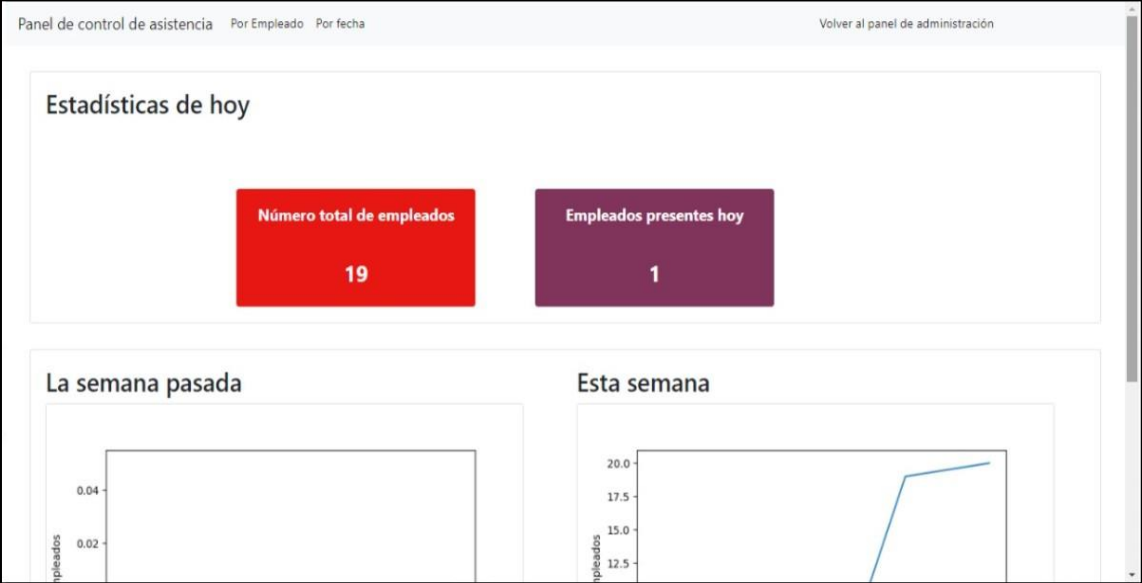 Panel de control de asistencia Por Empleado Por fecha Volver al panel de administración
Estadísticas de hoy
Número total de empleados Empleados presentes hoy
19 1
La semana pasada Esta semana
0.04
0.02
20.0
17.5
15.0
12.5